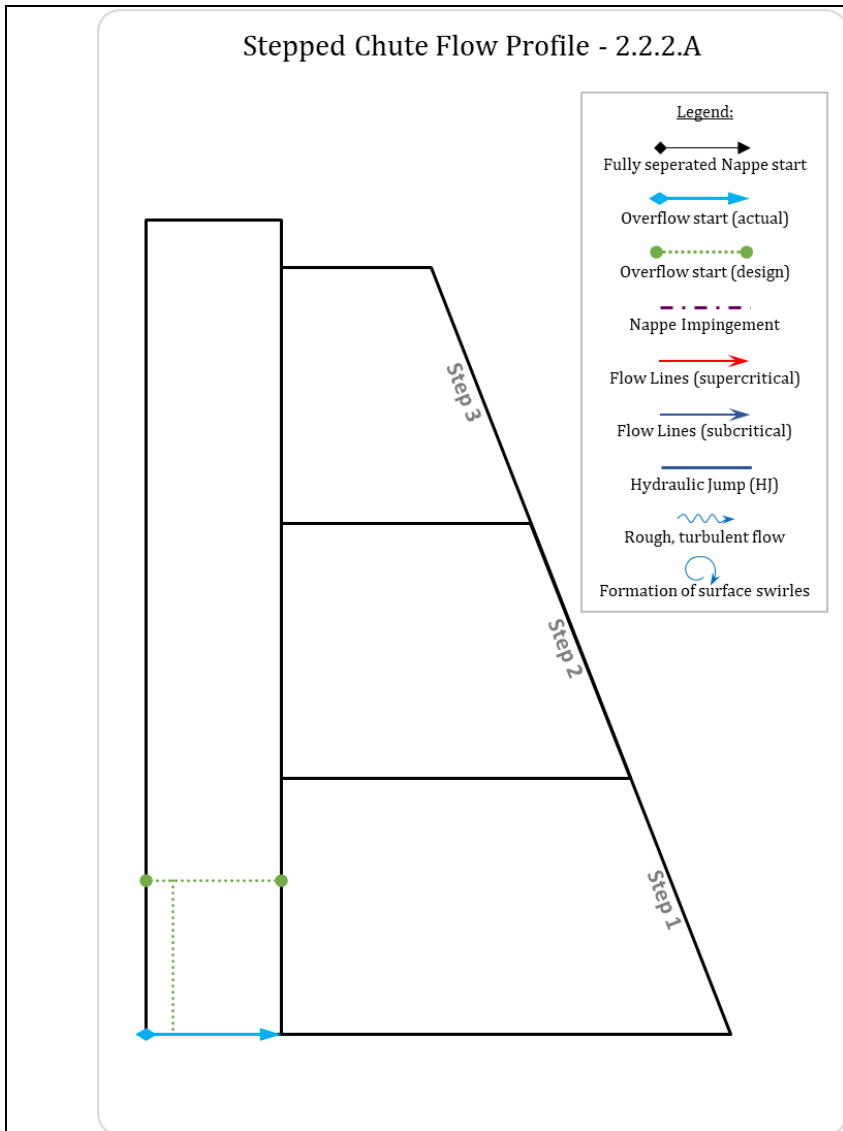 Stepped Chute Flow Profile - 2.2.2.A
Legend:
Fully seperated Nappe start
Overflow start (actual)
Overflow start (design)
Nappe Impingement
Flow Lines (supercritical)
Flow Lines (subcritical)
Hydraulic Jump (HJ)
Rough, turbulent flow
Formation of surface swirles
Step 3
Step 2
Step 1